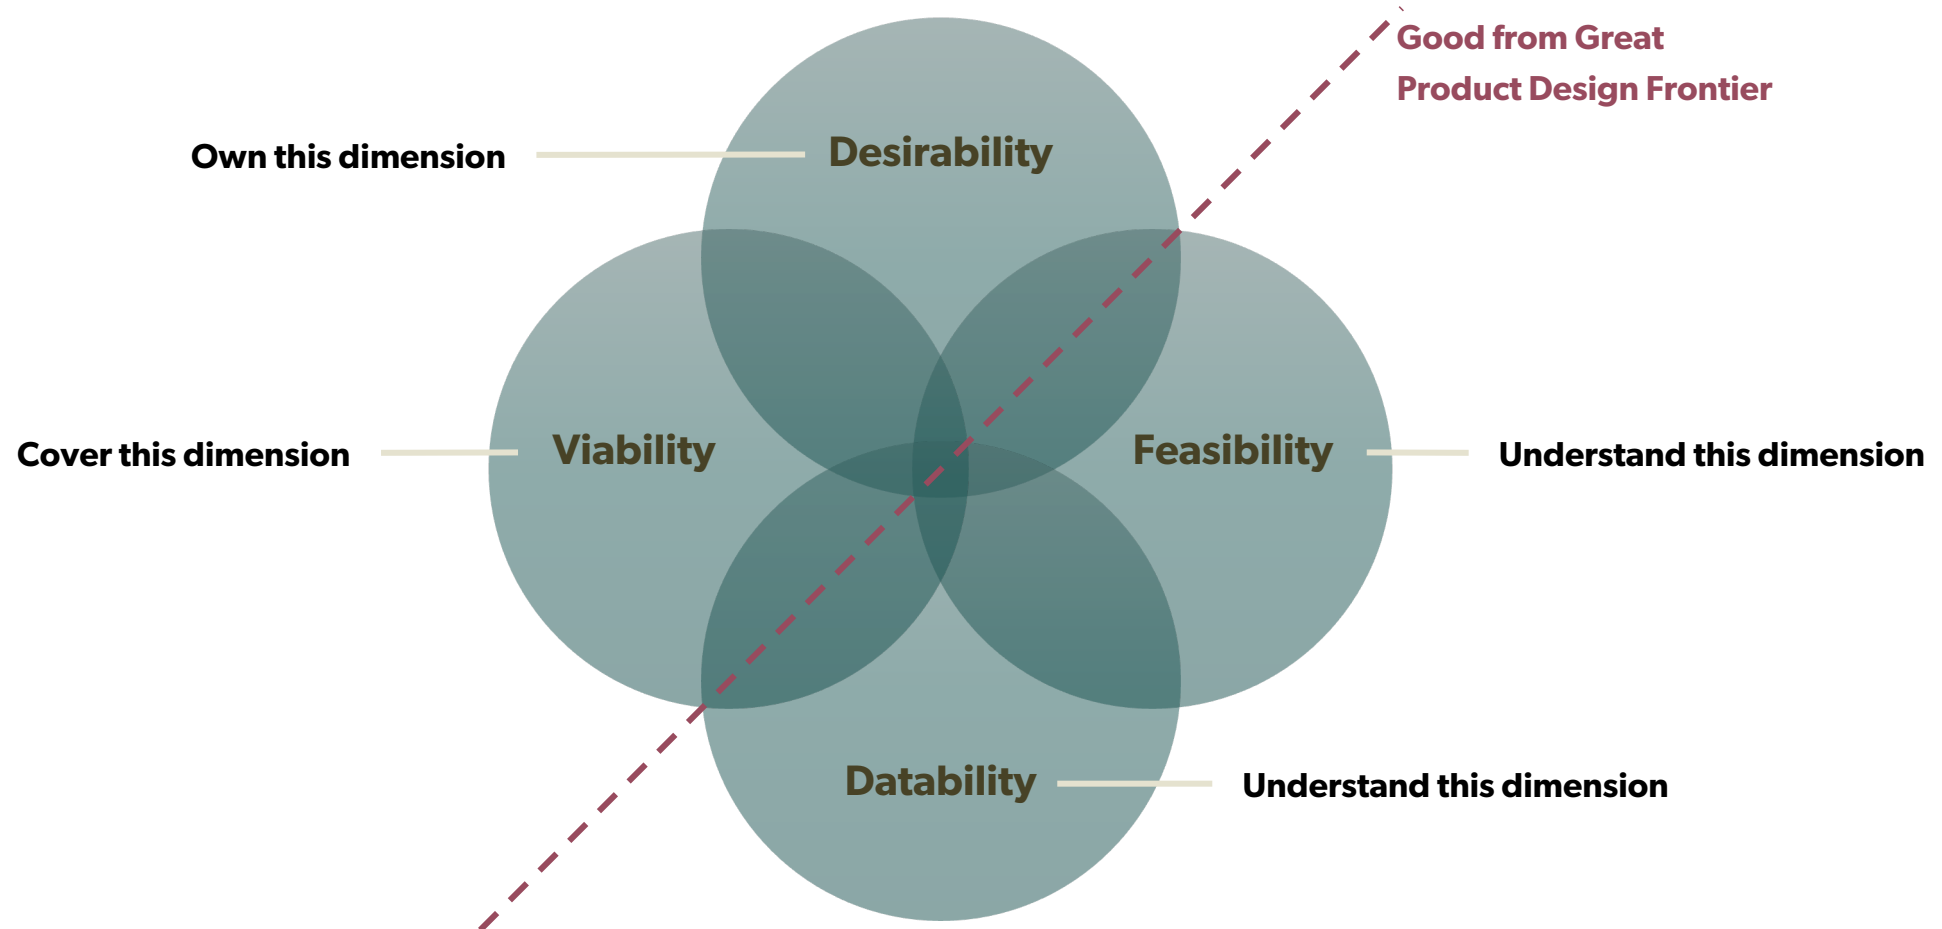 Good from Great
Product Design Frontier
Own this dimension
Desirability
Cover this dimension
Viability
Feasibility
Understand this dimension
Datability
Understand this dimension